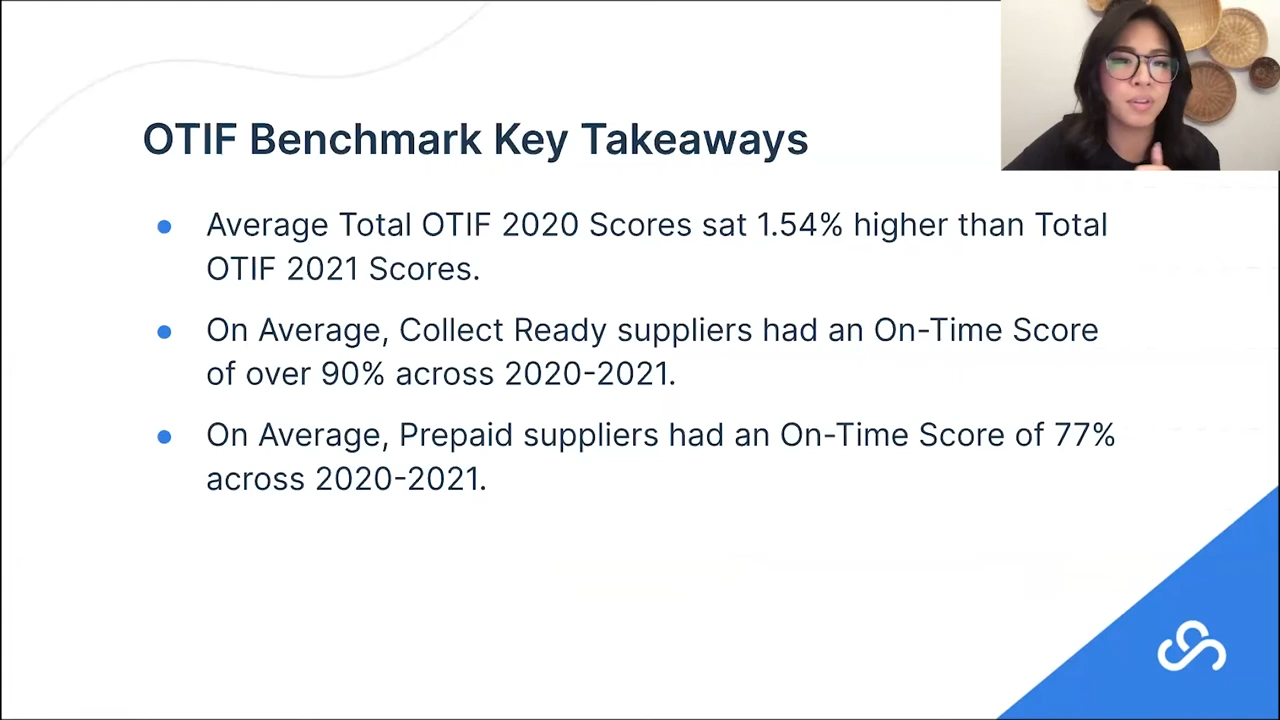 OTIF Benchmark Key Takeaways
● Average Total OTIF 2020 Scores sat 1.54% higher than Total
OTIF 2021 Scores.
● On Average, Collect Ready suppliers had an On-Time Score
of over 90% across 2020-2021.
● On Average, Prepaid suppliers had an On-Time Score of 77%
across 2020-2021.